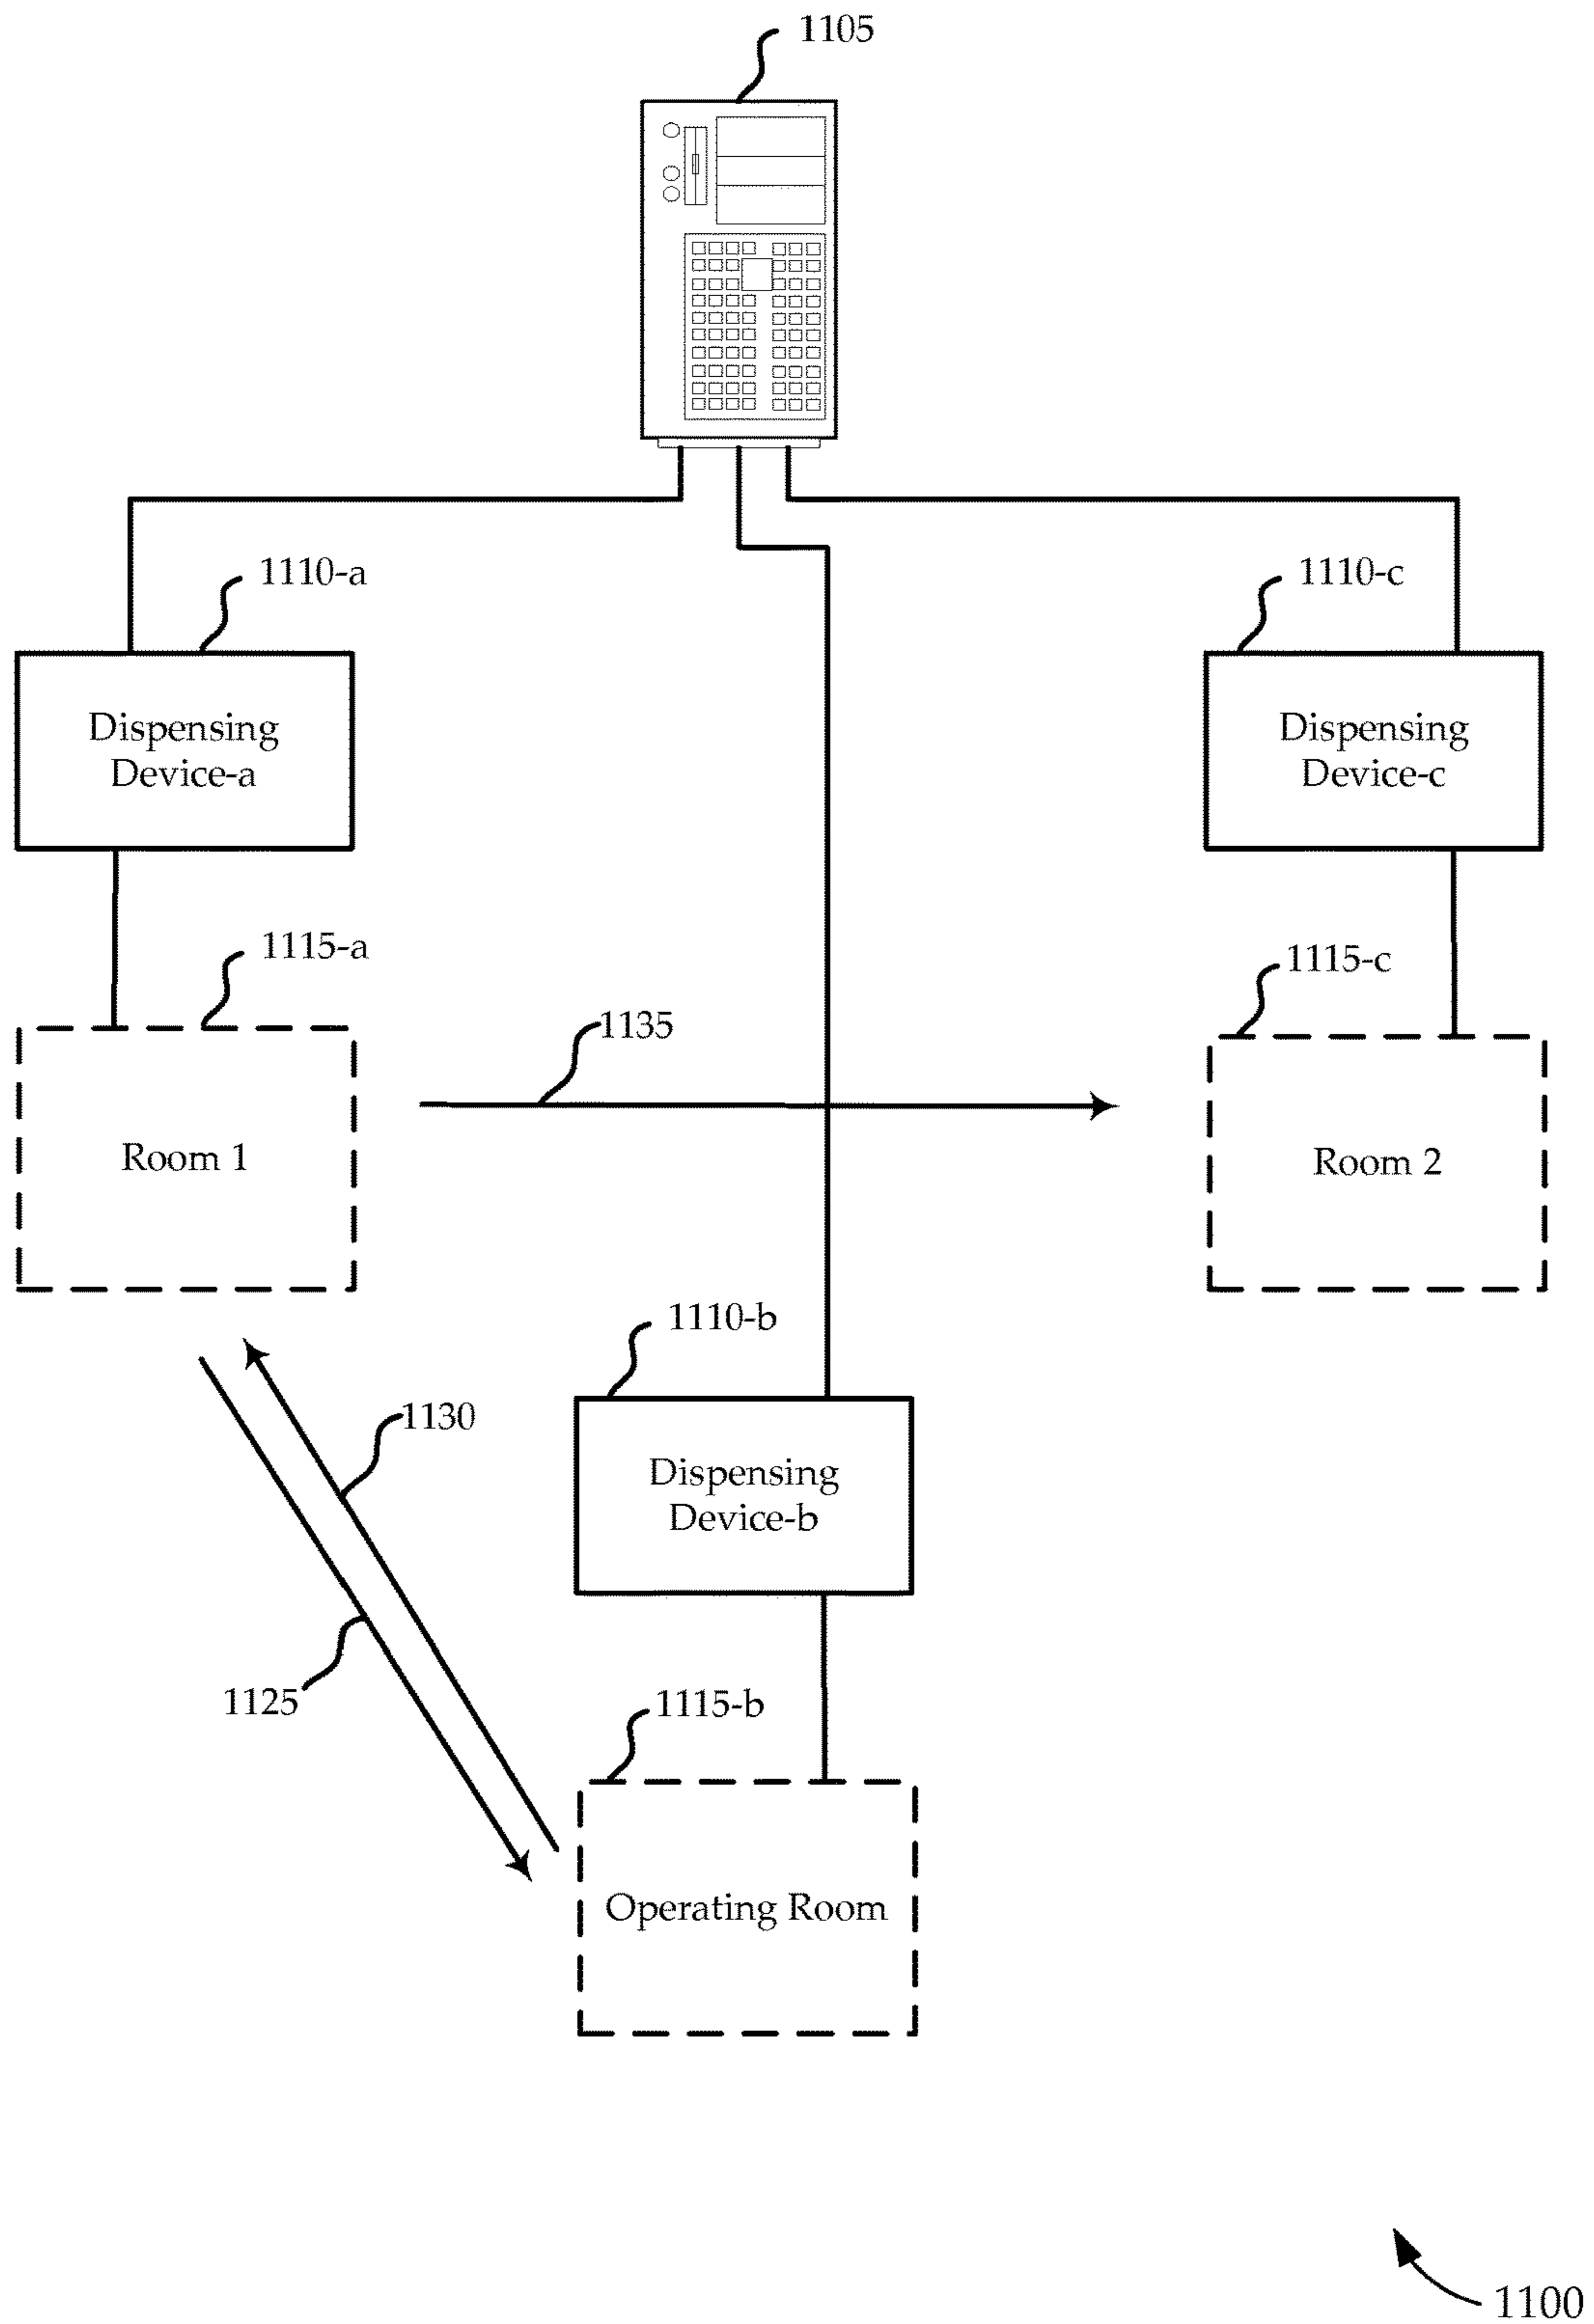 1105
1110-a
1110-c
Dispensing
Device-a
Dispensing
Device-c
1115-a
1115-c
1135
Room 1
Room 2
1110-b
1130
Dispensing
Device-b
1125
1115-b
Operating Room
1100